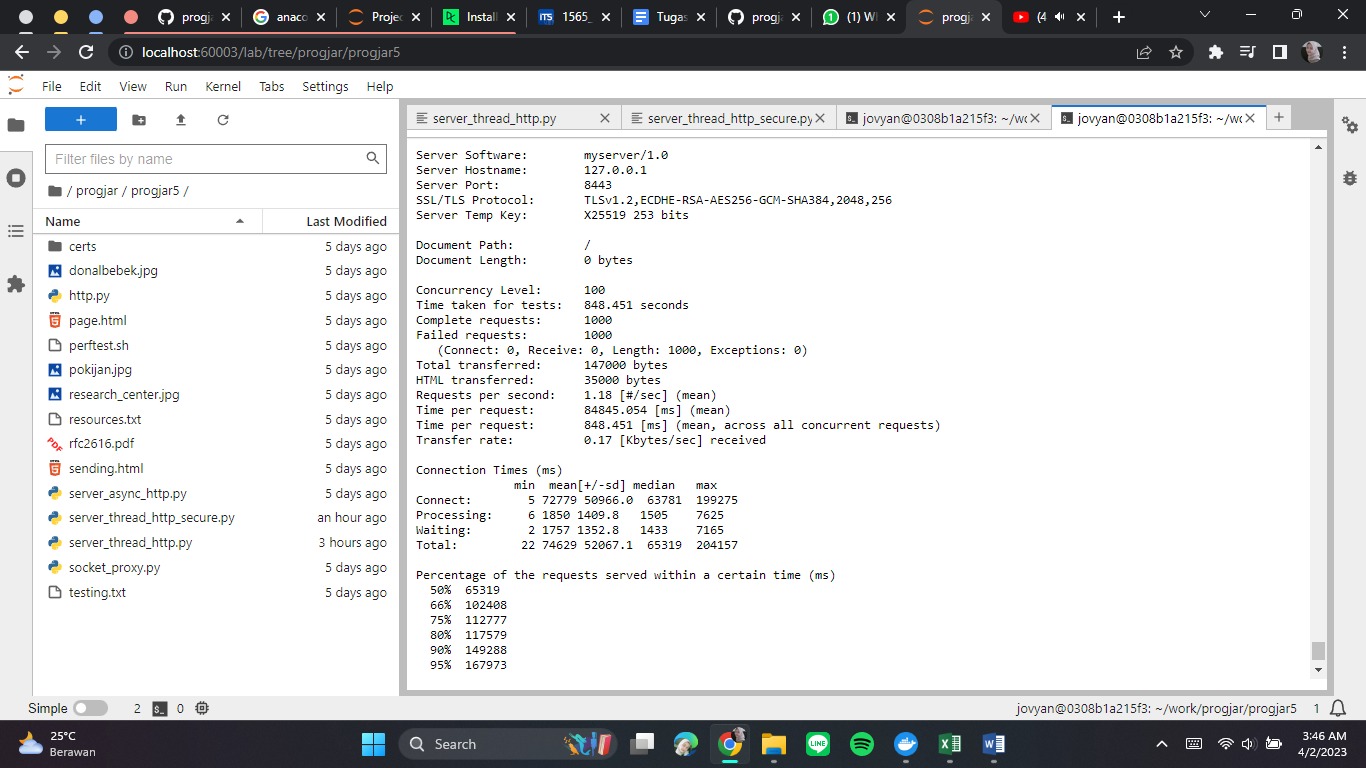 progja
anaco
Projec
Install
ITS 1565_
Tugas
progja
(1) W
progja
(4
localhost:60003/lab/tree/progjar/progjar5
File Edit View Run Kernel Tabs Settings Help
server_thread_http.py
server_thread_http_secure.py
jovyan@0308b1a215f3: ~/wo
jovyan@0308b1a215f3: ~/wo
Filter files by name
/ progjar / progjar5 /
Name Last Modified
certs 5 days ago
donalbebek.jpg 5 days ago
http.py 5 days ago
page.html 5 days ago
perftest.sh 5 days ago
pokijan.jpg 5 days ago
research_center.jpg 5 days ago
resources.txt 5 days ago
rfc2616.pdf 5 days ago
sending.html 5 days ago
server_async_http.py 5 days ago
server_thread_http_secure.py an hour ago
server_thread_http.py 3 hours ago
socket_proxy.py 5 days ago
testing.txt 5 days ago
Server Software: myserver/1.0
Server Hostname: 127.0.0.1
Server Port: 8443
SSL/TLS Protocol: TLSv1.2,ECDHE-RSA-AES256-GCM-SHA384,2048,256
Server Temp Key: X25519 253 bits
Document Path: /
Document Length: 0 bytes
Concurrency Level: 100
Time taken for tests: 848.451 seconds
Complete requests: 1000
Failed requests: 1000
(Connect: 0, Receive: 0, Length: 1000, Exceptions: 0)
Total transferred: 147000 bytes
HTML transferred: 35000 bytes
Requests per second: 1.18 [#/sec] (mean)
Time per request: 84845.054 [ms] (mean)
Time per request: 848.451 [ms] (mean, across all concurrent requests)
Transfer rate: 0.17 [Kbytes/sec] received
Connection Times (ms)
min mean[+/-sd] median max
Connect: 5 72779 50966.0 63781 199275
Processing: 6 1850 1409.8 1505 7625
Waiting: 2 1757 1352.8 1433 7165
Total: 22 74629 52067.1 65319 204157
Percentage of the requests served within a certain time (ms)
50% 65319
66% 102408
75% 112777
80% 117579
90% 149288
95% 167973
Simple 2 0
jovyan@0308b1a215f3: ~/work/progjar/progjar5 1
25°C
Berawan
Search
LINE
3:46 AM
4/2/2023